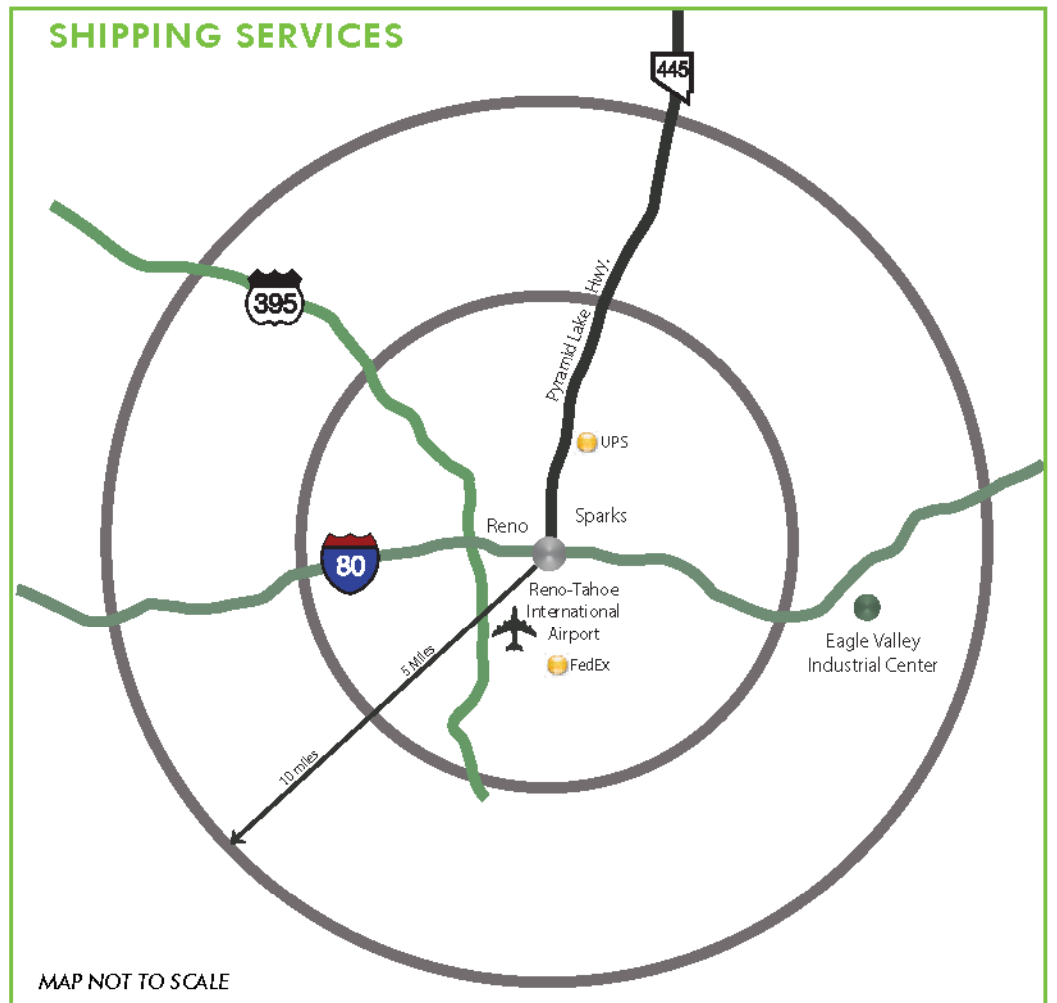 SHIPPING SERVICES
445
395
Pyramid Lake Hwy.
UPS
Reno
Sparks
80
Reno-Tahoe
International
Airport
FedEx
Eagle Valley
Industrial Center
5 Miles
10 miles
MAP NOT TO SCALE